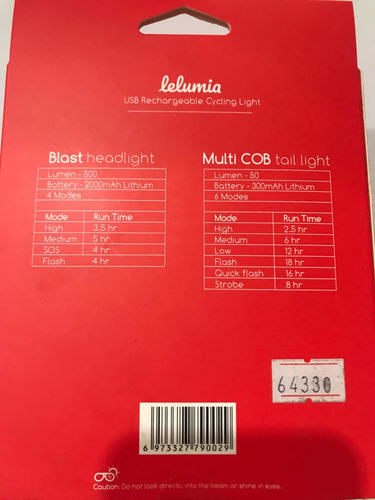 lelumia
USB Rechargeable Cycling Light
Blast headlight
Lumen - 500
Battery - 2000mAh Lithium
4 Modes
Mode Run Time
High 3.5 hr
Medium 5 hr
SOS 4 hr
Flash 4 hr
Multi COB tail light
Lumen - 50
Battery - 300mAh Lithium
6 Modes
Mode Run Time
High 2.5 hr
Medium 6 hr
Low 12 hr
Flash 18 hr
Quick flash 16 hr
Strobe 8 hr
64330
6 973327 790029
Caution: Do not look directly into the beam or shine in eyes.